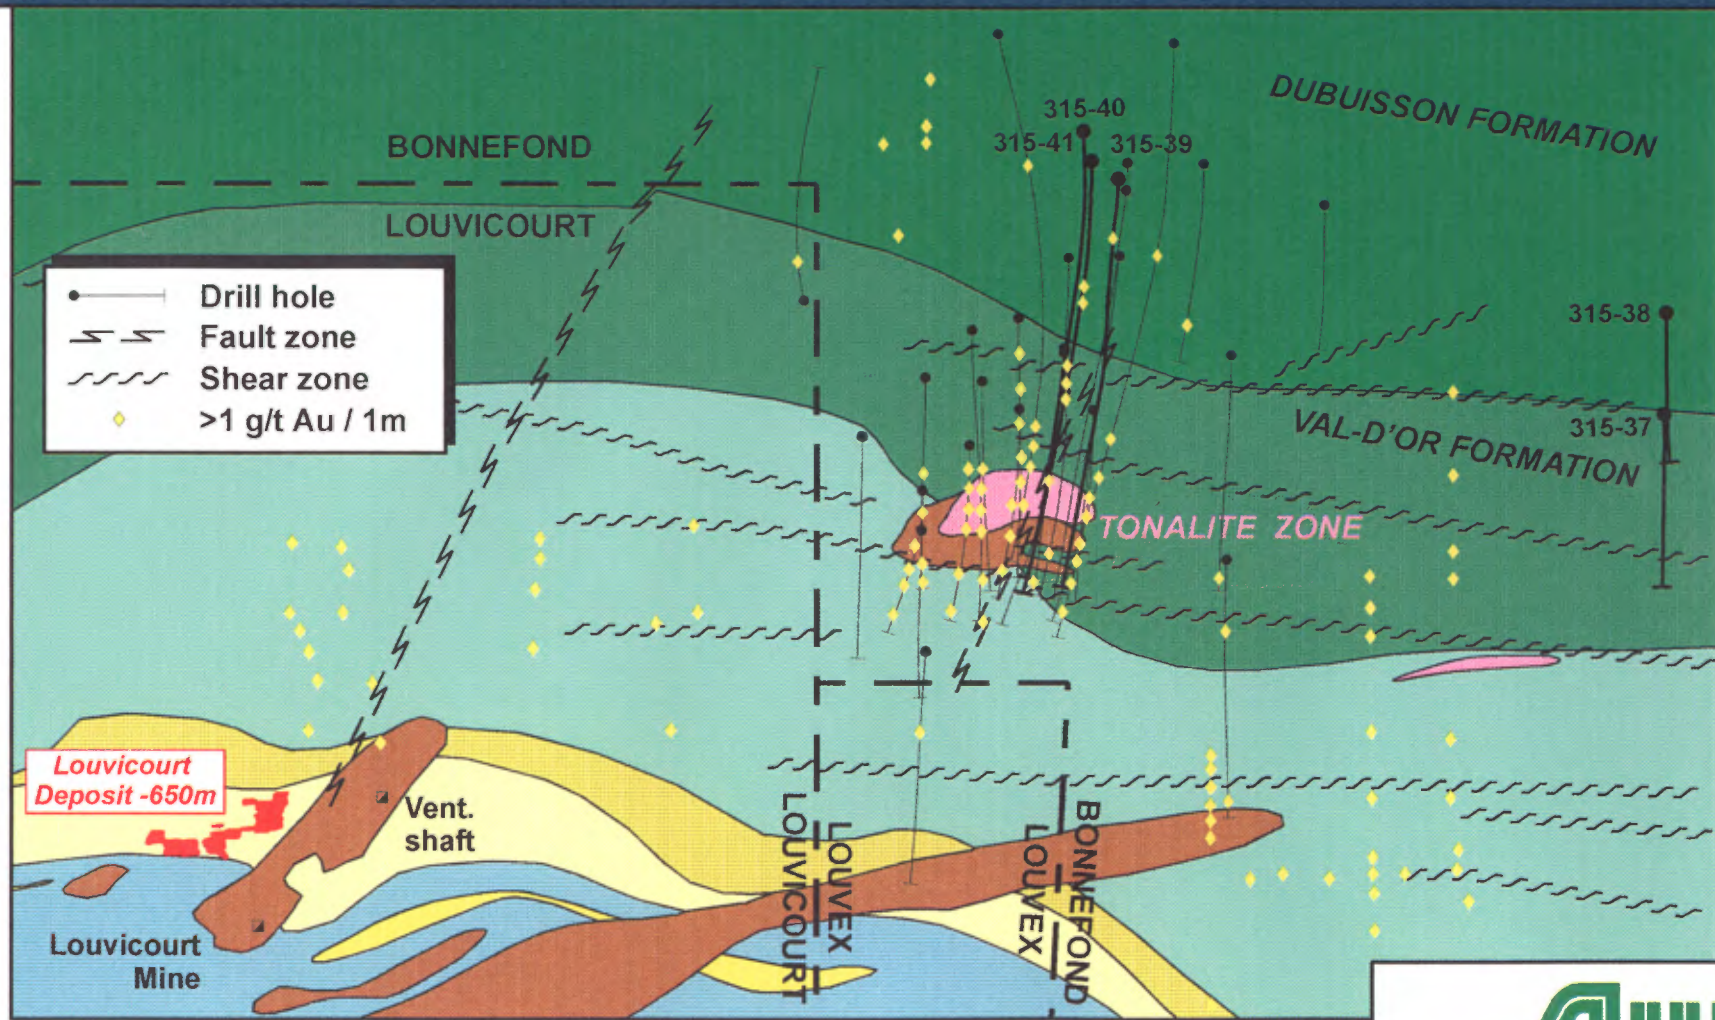 DUBUISSON FORMATION
315-40
315-41
315-39
BONNEFOND
LOUVICOURT
Drill hole
Fault zone
Shear zone
>1 g/t Au / 1m
315-38
315-37
VAL-D'OR FORMATION
TONALITE ZONE
Louvicourt
Deposit -650m
Vent.
shaft
Louvicourt
Mine
LOUVICOURT
LOUVEX
LOUVEX
BONNEFOND